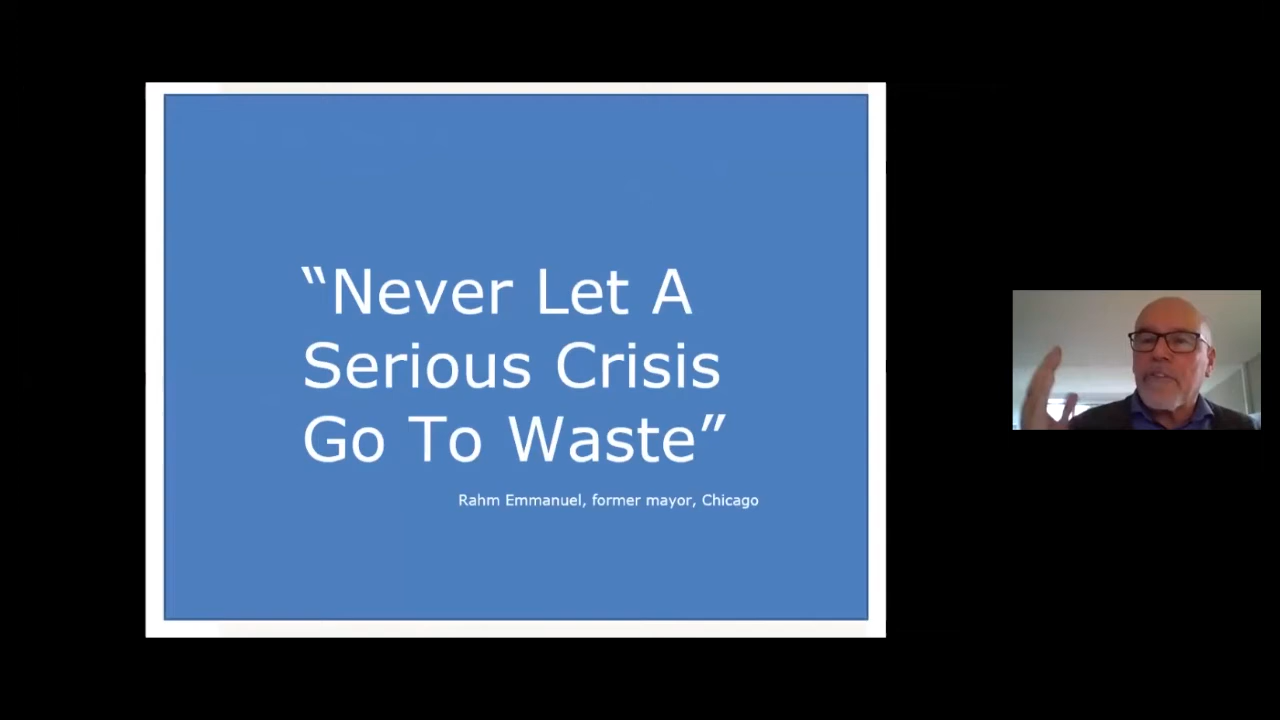 “Never Let A
Serious Crisis
Go To Waste”
Rahm Emmanuel, former mayor, Chicago